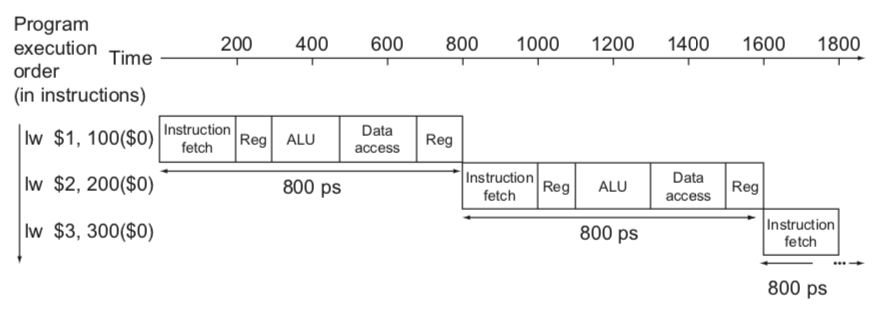 Program
execution
order
(in instructions)
Time
200 400 600 800 1000 1200 1400 1600 1800
lw $1, 100($0)
Instruction
fetch
Reg
ALU
Data
access
Reg
800 ps
lw $2, 200($0)
Instruction
fetch
Reg
ALU
Data
access
Reg
800 ps
lw $3, 300($0)
Instruction
fetch
...
800 ps